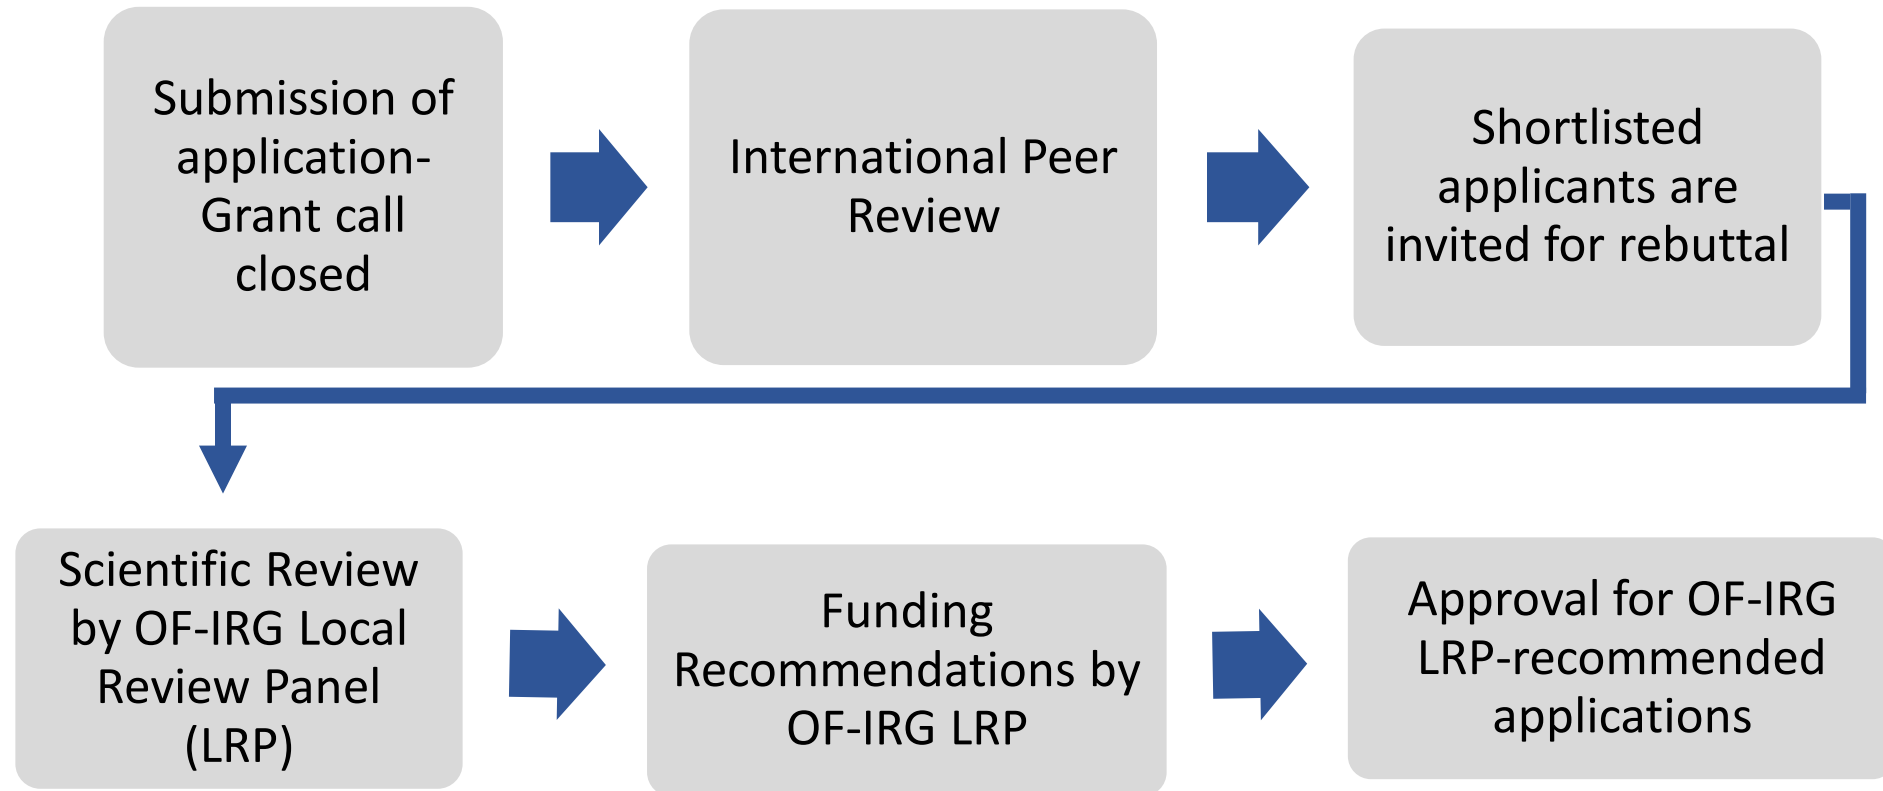 Submission of
application-
Grant call
closed
International Peer
Review
Shortlisted
applicants are
invited for rebuttal
Scientific Review
by OF-IRG Local
Review Panel
(LRP)
Funding
Recommendations by
OF-IRG LRP
Approval for OF-IRG
LRP-recommended
applications